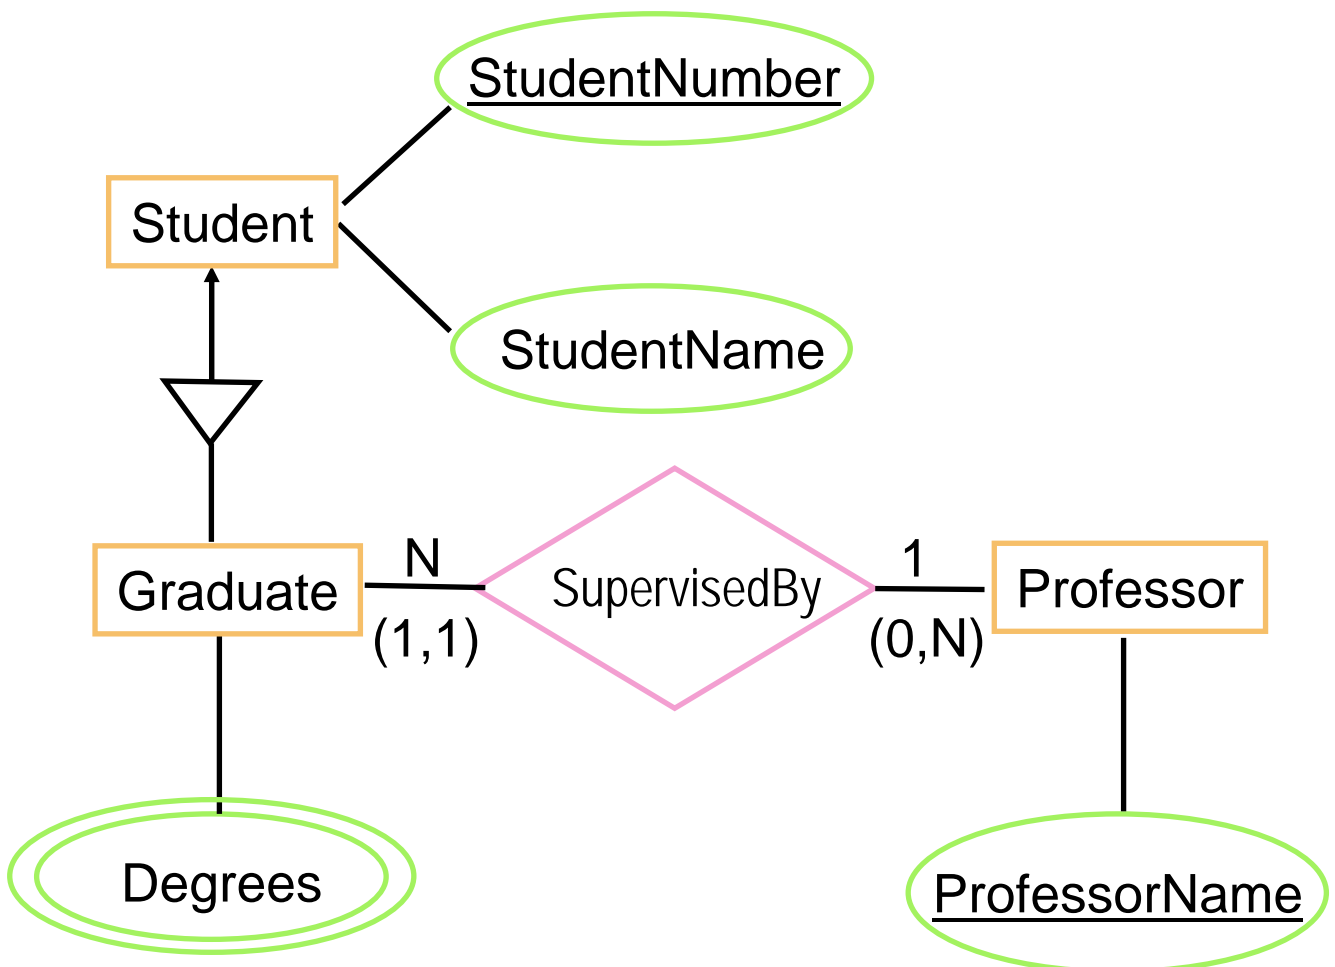 StudentNumber
Student
StudentName
N
1
Graduate
SupervisedBy
Professor
(1,1)
(0,N)
Degrees
ProfessorName